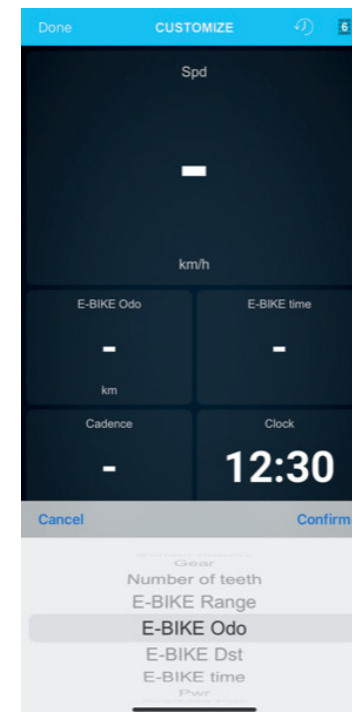 Done CUSTOMIZE 6
Spd
-
km/h
E-BIKE Odo E-BIKE time
- -
km
Cadence Clock
- 12:30
Cancel Confirm
Gear
Number of teeth
E-BIKE Range
E-BIKE Odo
E-BIKE Dst
E-BIKE time
Pwr